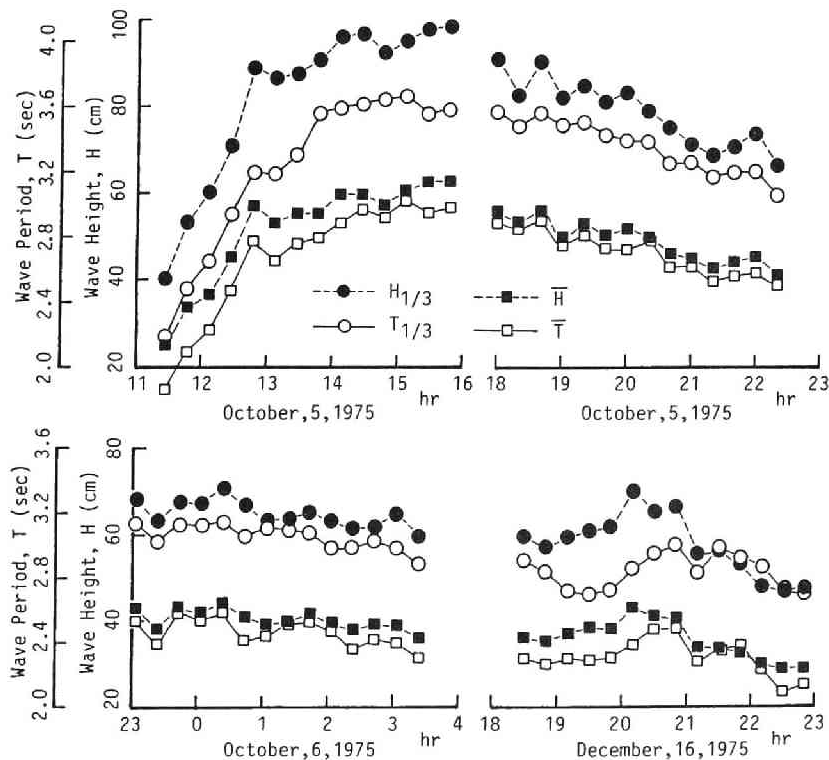 Wave Period, T (sec)
4.0
3.6
3.2
2.8
2.4
2.0
Wave Height, H (cm)
100
80
60
40
20
H1/3
T1/3
H̅
T̅
11 12 13 14 15 16
hr
October,5,1975
18 19 20 21 22 23
hr
October,5,1975
Wave Period, T (sec)
3.6
3.2
2.8
2.4
2.0
Wave Height, H (cm)
80
60
40
20
23 0 1 2 3 4
hr
October,6,1975
18 19 20 21 22 23
hr
December,16,1975